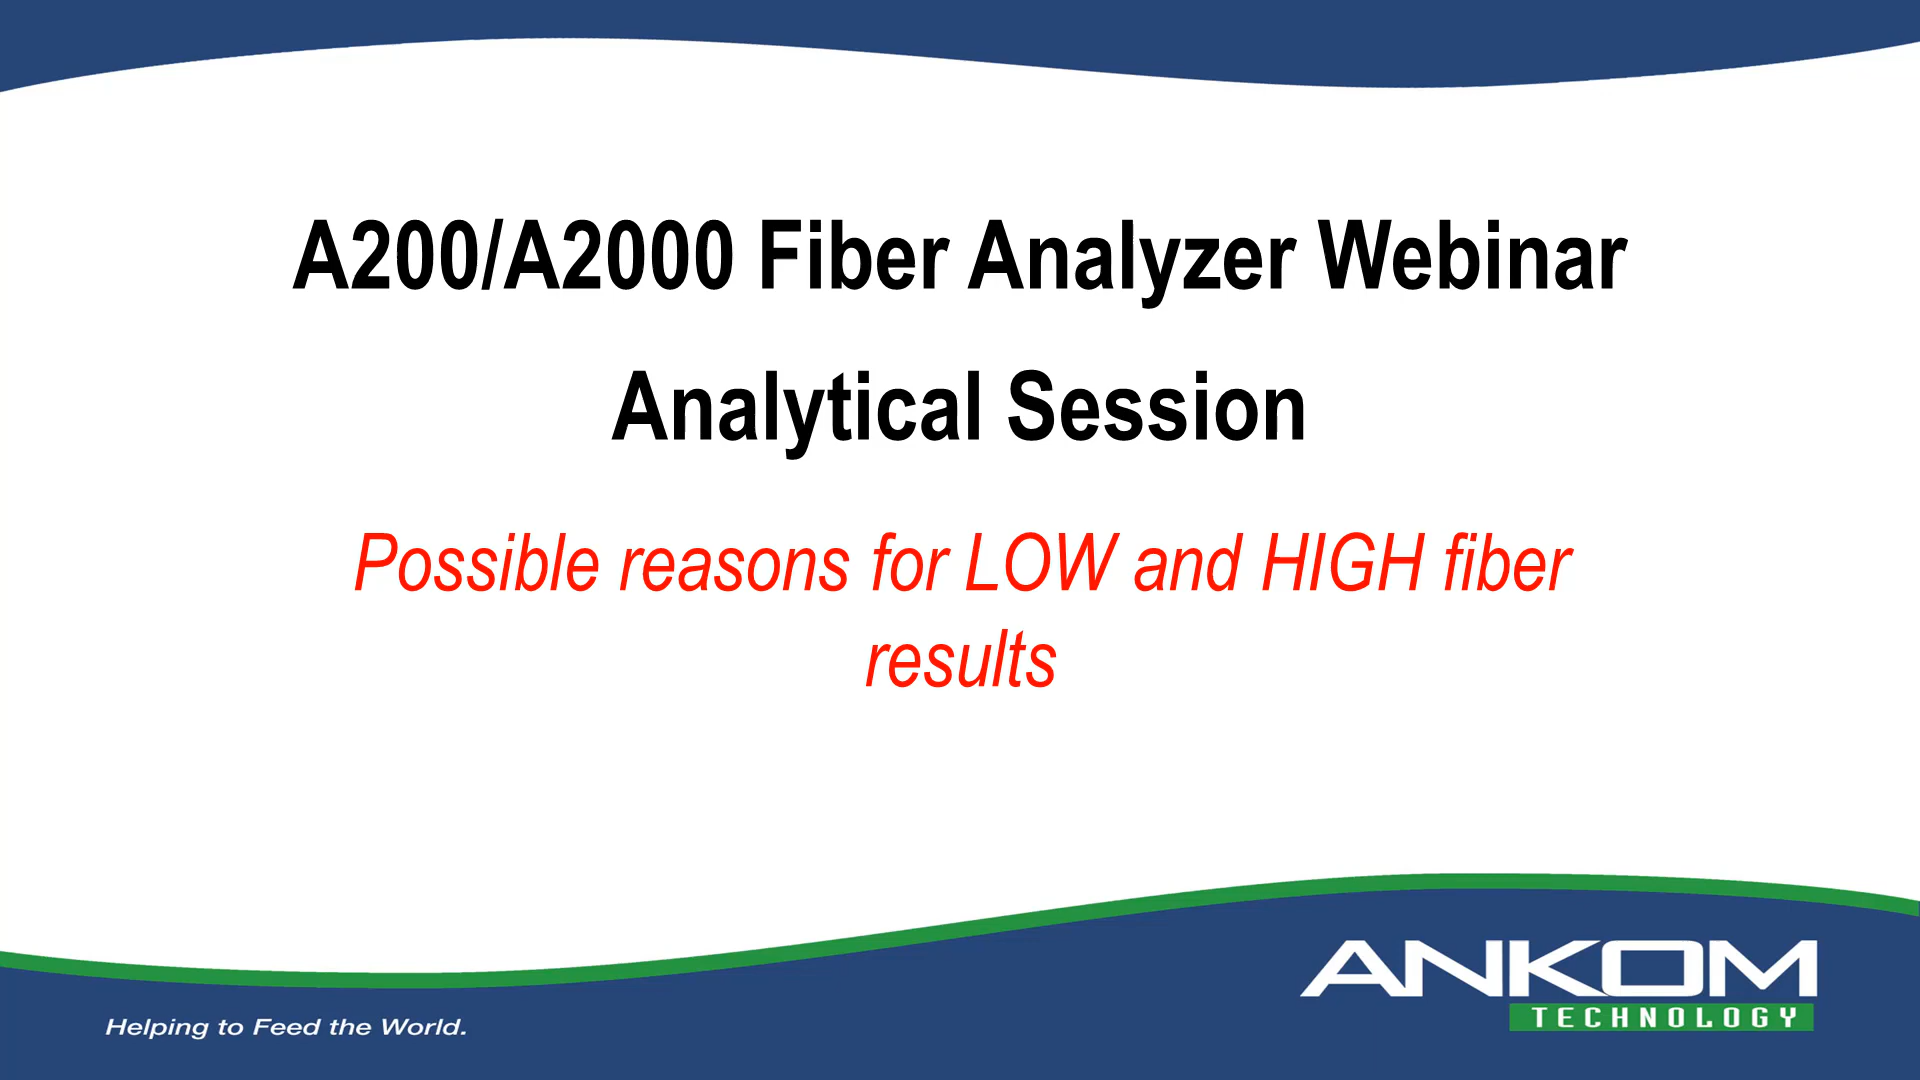 A200/A2000 Fiber Analyzer Webinar
Analytical Session
Possible reasons for LOW and HIGH fiber
results
Helping to Feed the World.
ANKOM
TECHNOLOGY